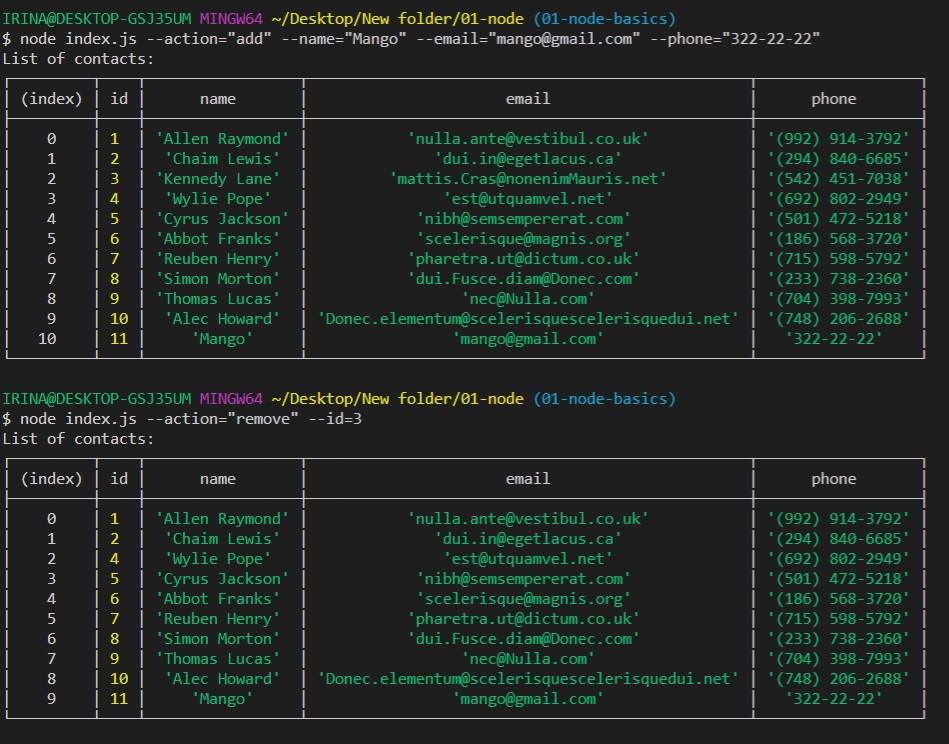 IRINA@DESKTOP-GSJ35UM MINGW64 ~/Desktop/New folder/01-node (01-node-basics)
$ node index.js --action="add" --name="Mango" --email="mango@gmail.com" --phone="322-22-22"
List of contacts:
(index) id name email phone
0 1 'Allen Raymond' 'nulla.ante@vestibul.co.uk' '(992) 914-3792'
1 2 'Chaim Lewis' 'dui.in@egetlacus.ca' '(294) 840-6685'
2 3 'Kennedy Lane' 'mattis.Cras@nonenimMauris.net' '(542) 451-7038'
3 4 'Wylie Pope' 'est@utquamvel.net' '(692) 802-2949'
4 5 'Cyrus Jackson' 'nibh@semsempererat.com' '(501) 472-5218'
5 6 'Abbot Franks' 'scelerisque@magnis.org' '(186) 568-3720'
6 7 'Reuben Henry' 'pharetra.ut@dictum.co.uk' '(715) 598-5792'
7 8 'Simon Morton' 'dui.Fusce.diam@Donec.com' '(233) 738-2360'
8 9 'Thomas Lucas' 'nec@Nulla.com' '(704) 398-7993'
9 10 'Alec Howard' 'Donec.elementum@scelerisquescelerisquedui.net' '(748) 206-2688'
10 11 'Mango' 'mango@gmail.com' '322-22-22'
IRINA@DESKTOP-GSJ35UM MINGW64 ~/Desktop/New folder/01-node (01-node-basics)
$ node index.js --action="remove" --id=3
List of contacts:
(index) id name email phone
0 1 'Allen Raymond' 'nulla.ante@vestibul.co.uk' '(992) 914-3792'
1 2 'Chaim Lewis' 'dui.in@egetlacus.ca' '(294) 840-6685'
2 4 'Wylie Pope' 'est@utquamvel.net' '(692) 802-2949'
3 5 'Cyrus Jackson' 'nibh@semsempererat.com' '(501) 472-5218'
4 6 'Abbot Franks' 'scelerisque@magnis.org' '(186) 568-3720'
5 7 'Reuben Henry' 'pharetra.ut@dictum.co.uk' '(715) 598-5792'
6 8 'Simon Morton' 'dui.Fusce.diam@Donec.com' '(233) 738-2360'
7 9 'Thomas Lucas' 'nec@Nulla.com' '(704) 398-7993'
8 10 'Alec Howard' 'Donec.elementum@scelerisquescelerisquedui.net' '(748) 206-2688'
9 11 'Mango' 'mango@gmail.com' '322-22-22'